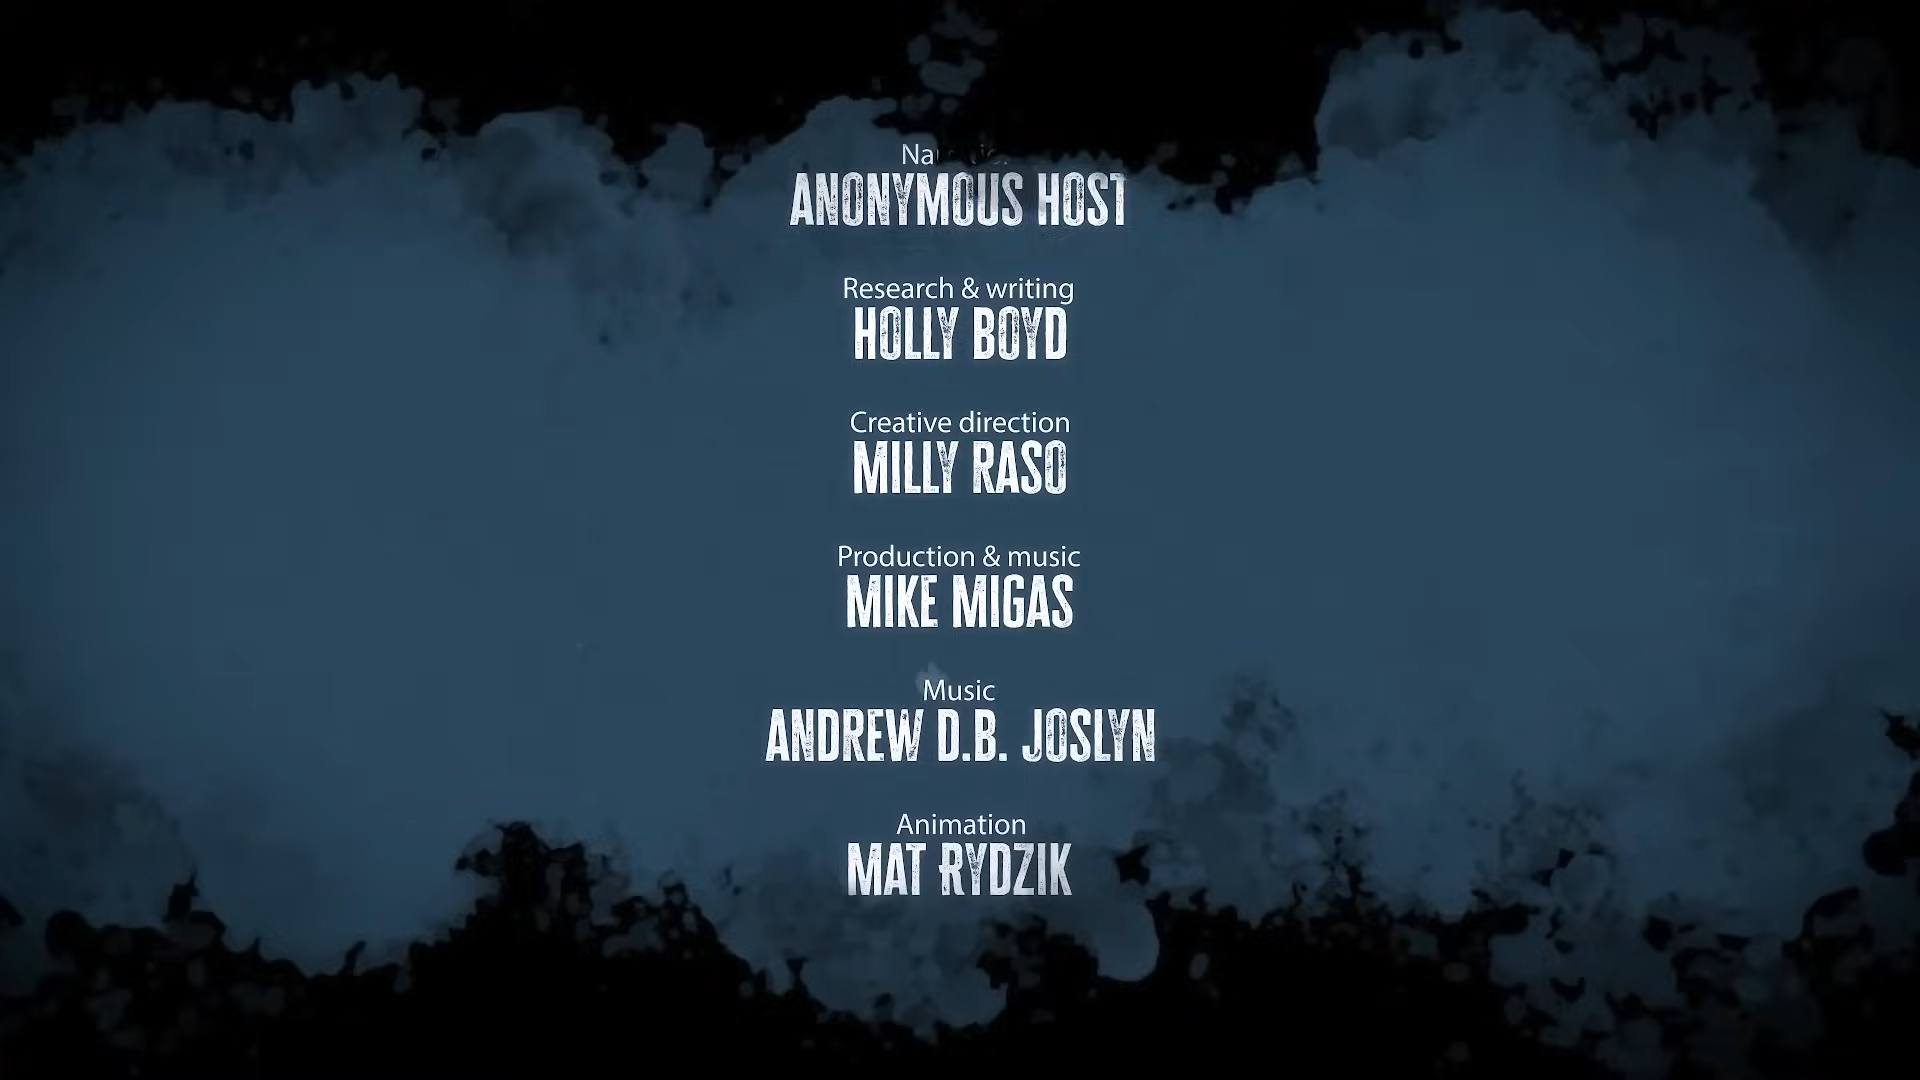 ANONYMOUS HOST
Research & writing
HOLLY BOYD
Creative direction
MILLY RASO
Production & music
MIKE MIGAS
Music
ANDREW D.B. JOSLYN
Animation
MAT RYDZIK